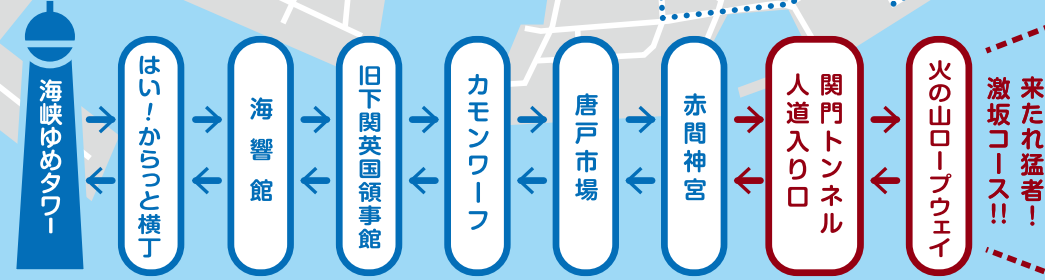 海峡ゆめタワー
はい!からっと横丁
海響館
旧下関英国領事館
カモンワーフ
唐戸市場
赤間神宮
関門トンネル
人道入り口
火の山ロープウェイ
来たれ猛者!
激坂コース!!